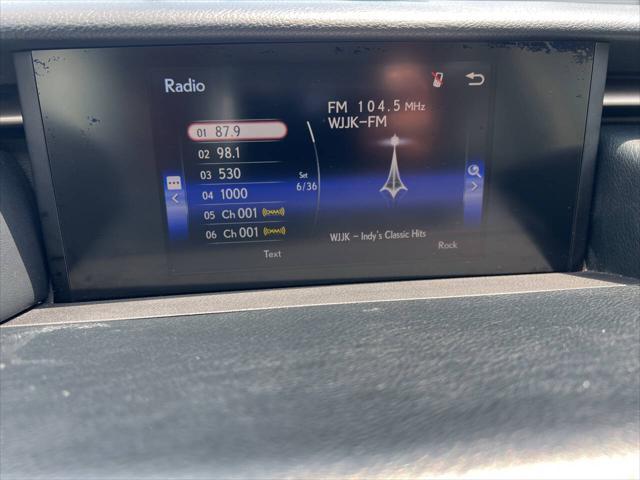 Radio
FM 104.5 MHz
WJJK-FM
01 87.9
02 98.1
03 530
04 1000
05 Ch 001
06 Ch 001
Set
6/36
WJJK - Indy's Classic Hits
Text
Rock